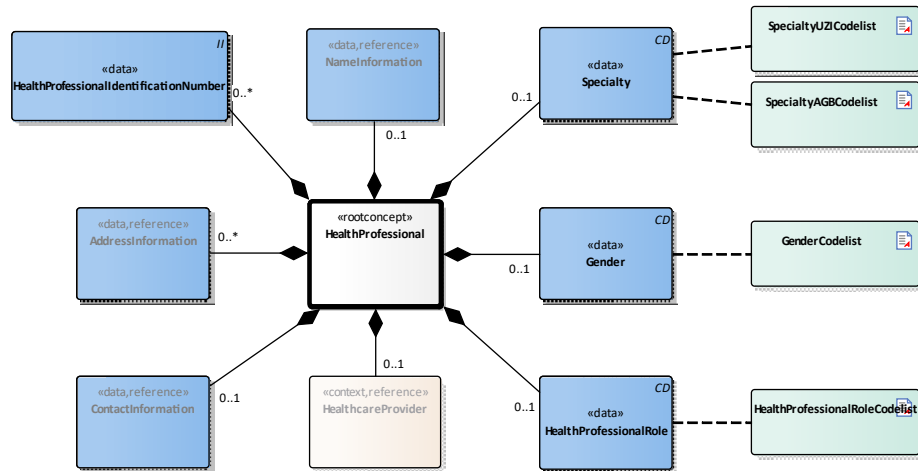 II
«data»
HealthProfessionalIdentificationNumber
0..*
«data,reference»
NameInformation
0..1
CD
«data»
Specialty
0..1
SpecialtyUZICodelist
SpecialtyAGBCodelist
«data,reference»
AddressInformation
0..*
«rootconcept»
HealthProfessional
CD
«data»
Gender
0..1
GenderCodelist
«data,reference»
ContactInformation
0..1
«context,reference»
HealthcareProvider
0..1
CD
«data»
HealthProfessionalRole
0..1
HealthProfessionalRoleCodelist